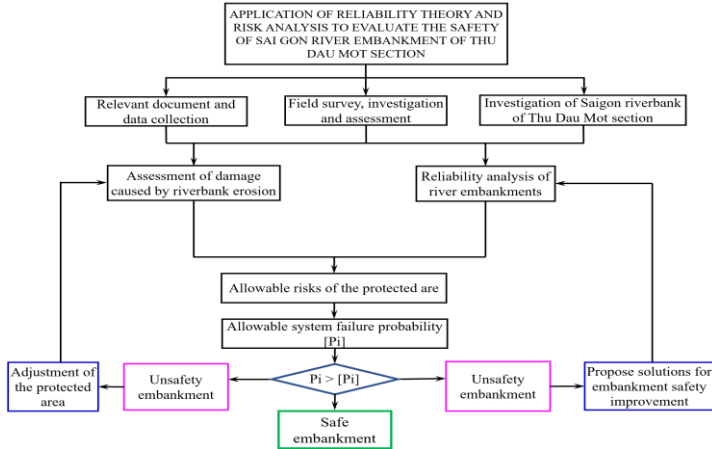 APPLICATION OF RELIABILITY THEORY AND
RISK ANALYSIS TO EVALUATE THE SAFETY
OF SAI GON RIVER EMBANKMENT OF THU
DAU MOT SECTION
Relevant document and
data collection
Field survey, investigation
and assessment
Investigation of Saigon riverbank
of Thu Dau Mot section
Assessment of damage
caused by riverbank erosion
Reliability analysis of
river embankments
Allowable risks of the protected are
Allowable system failure probability
[Pi]
Adjustment of
the protected
area
Unsafety
embankment
Pi > [Pi]
Unsafety
embankment
Propose solutions for
embankment safety
improvement
Safe
embankment